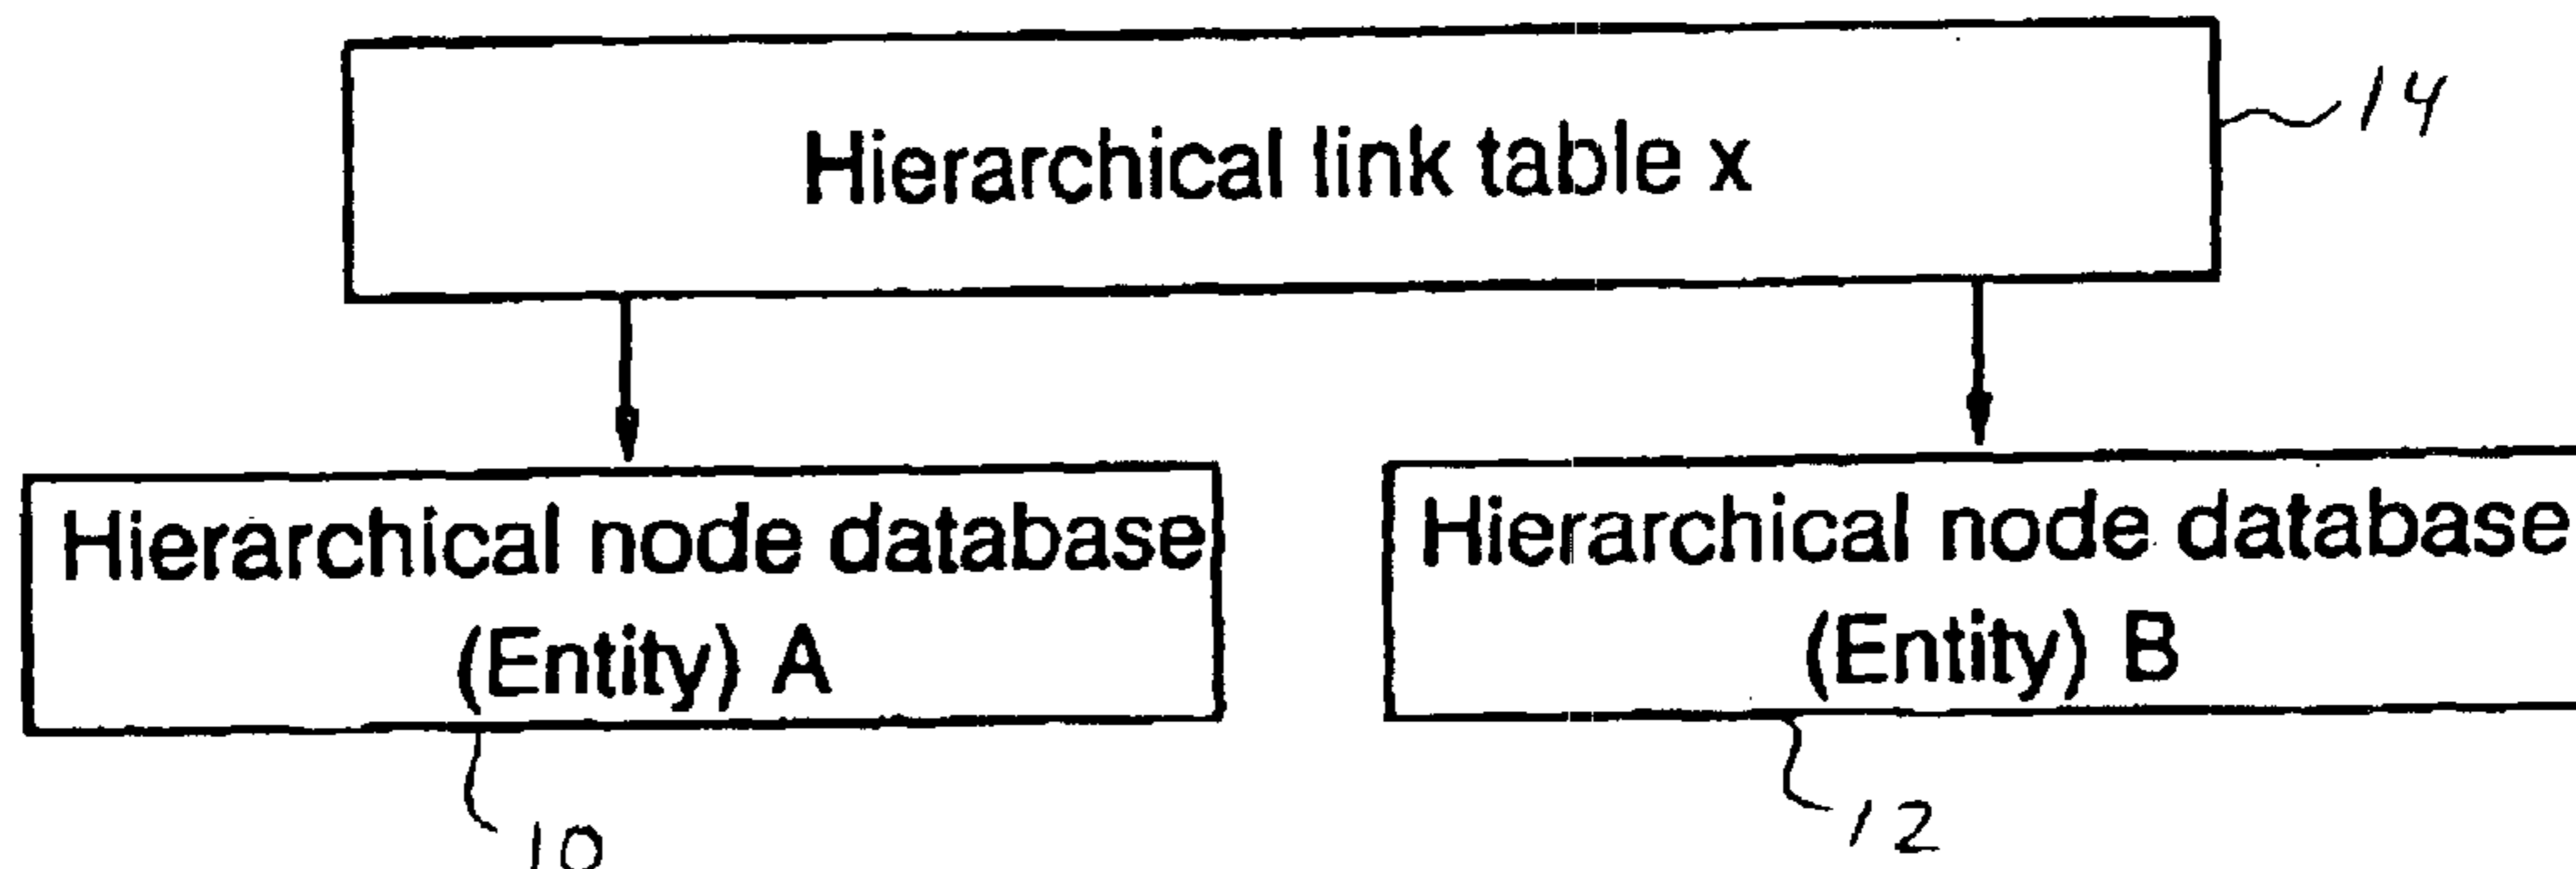 Hierarchical link table x
14
Hierarchical node database
(Entity) A
Hierarchical node database
(Entity) B
10
12